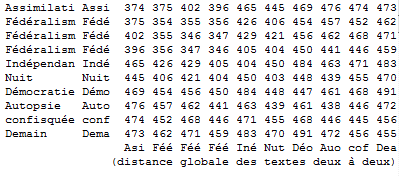 Assimilati Assi 374 375 402 396 465 445 469 476 474 473
Fédéralism Fédé 375 354 355 356 426 406 454 457 452 462
Fédéralism Fédé 402 355 346 347 429 421 456 462 468 471
Fédéralism Fédé 396 356 347 346 405 404 450 441 446 459
Indépendan Indé 465 426 429 405 404 450 484 463 471 483
Nuit Nuit 445 406 421 404 450 403 448 439 455 470
Démocratie Démo 469 454 456 450 484 448 447 461 468 491
Autopsie Auto 476 457 462 441 463 439 461 438 446 472
confisquée conf 474 452 468 446 471 455 468 446 445 456
Demain Dema 473 462 471 459 483 470 491 472 456 455
Asi Féé Féé Féé Iné Nut Déo Auo cof Dea
(distance globale des textes deux à deux)